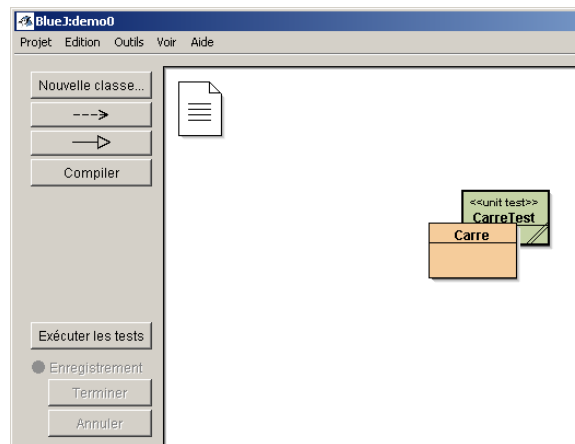 BlueJ:demo0
Projet Edition Outils Voir Aide
Nouvelle classe...
Compiler
<<unit test>>
CarreTest
Carre
Exécuter les tests
Enregistrement
Terminer
Annuler